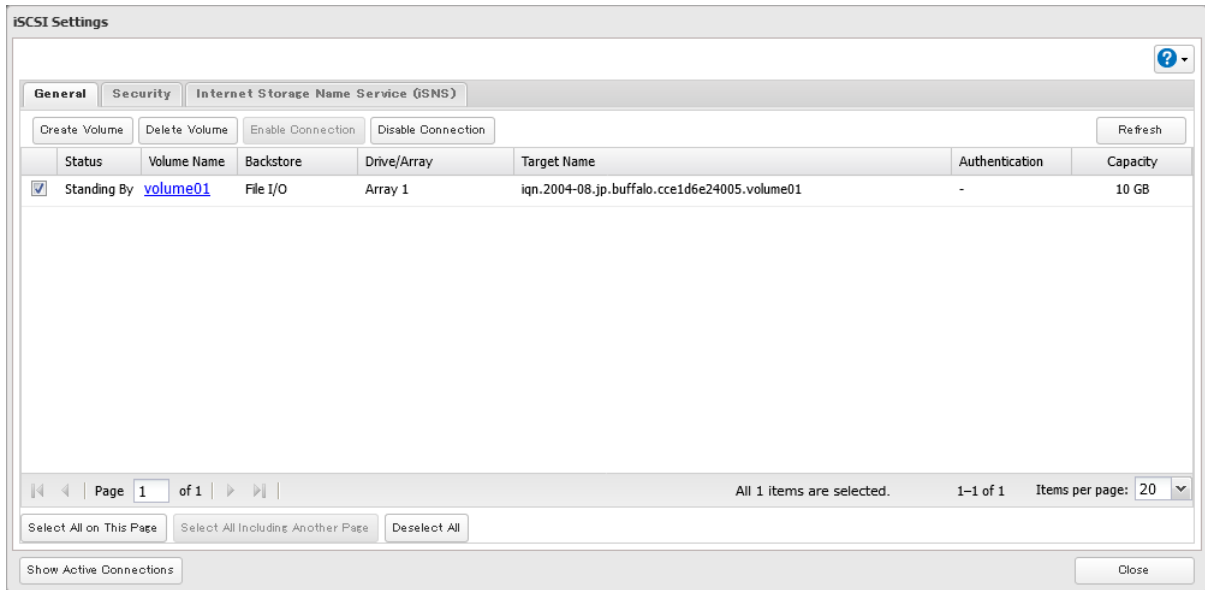 iSCSI Settings
General Security Internet Storage Name Service (iSNS)
Create Volume Delete Volume Enable Connection Disable Connection Refresh
Status Volume Name Backstore Drive/Array Target Name Authentication Capacity
Standing By volume01 File I/O Array 1 iqn.2004-08.jp.buffalo.cce1d6e24005.volume01 - 10 GB
Page 1 of 1 All 1 items are selected. 1–1 of 1 Items per page: 20
Select All on This Page Select All Including Another Page Deselect All
Show Active Connections Close